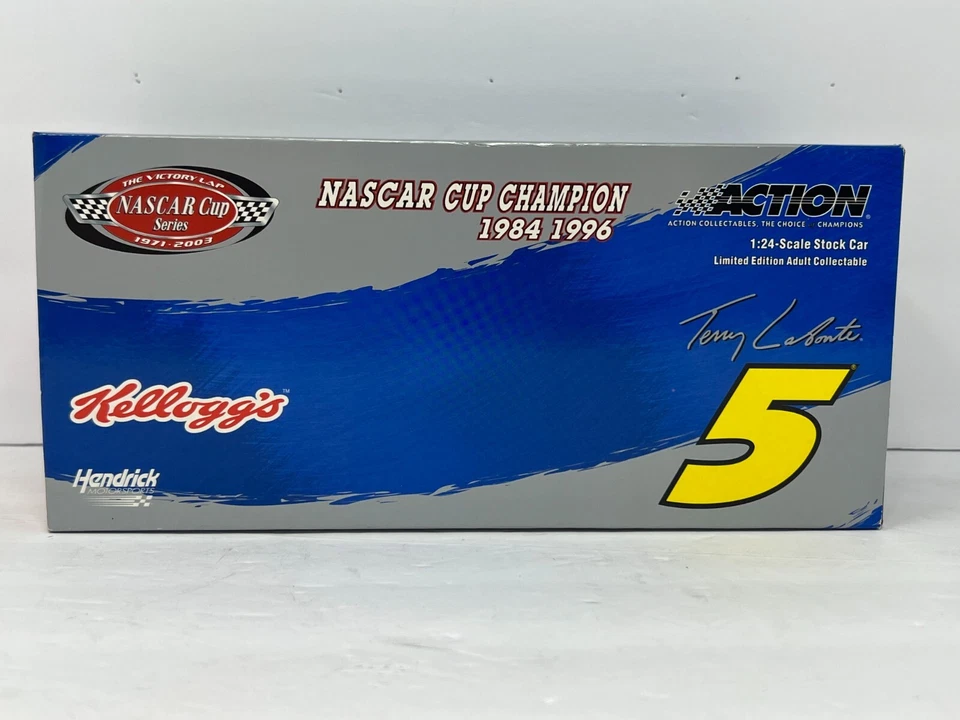 THE VICTORY LAP
NASCAR Cup
Series
1971-2003
NASCAR CUP CHAMPION
1984 1996
ACTION®
ACTION COLLECTABLES, THE CHOICE OF CHAMPIONS
1:24-Scale Stock Car
Limited Edition Adult Collectable
Terry Labonte
Kellogg's™
5
Hendrick
MOTORSPORTS